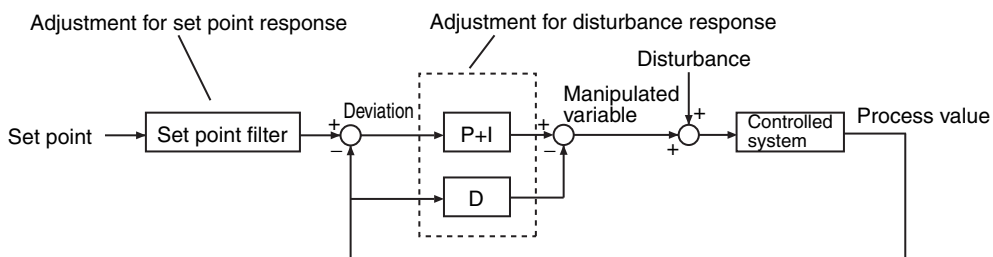 Adjustment for set point response
Adjustment for disturbance response
Disturbance
Manipulated
variable
Deviation
Process value
Set point
Set point filter
+
−
P+I
+
−
+
+
Controlled
system
D